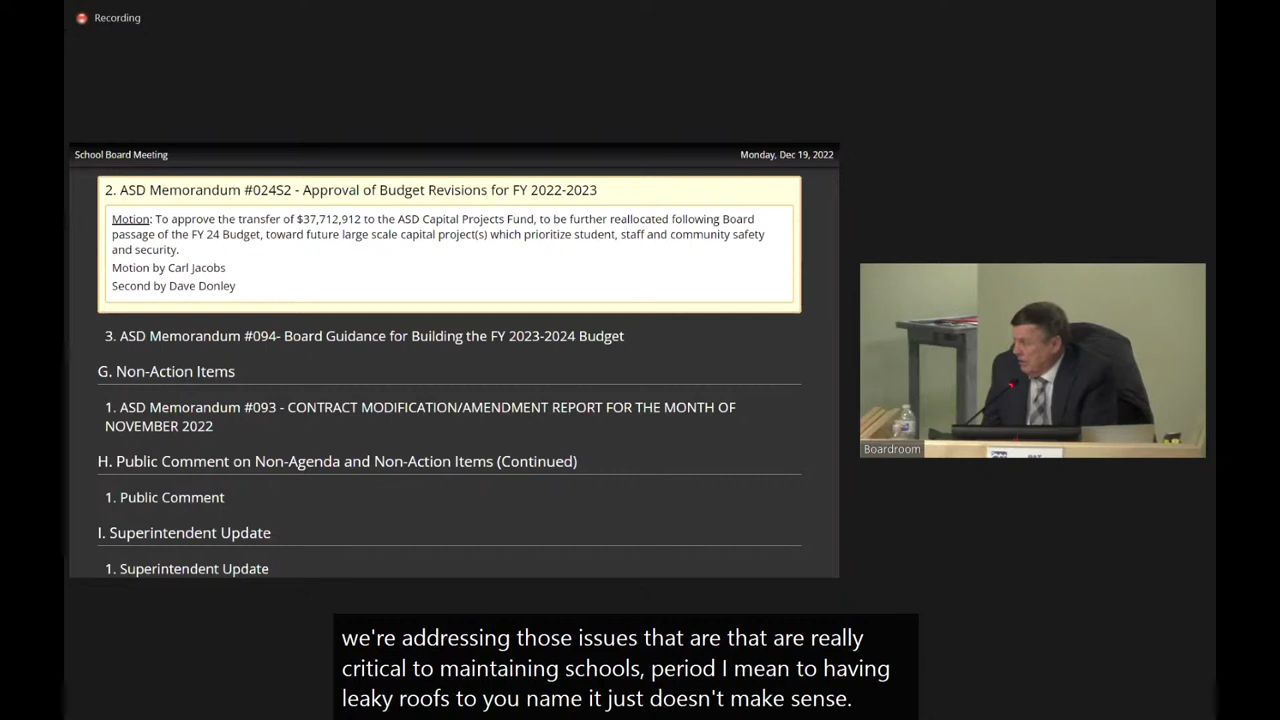 Recording
School Board Meeting
Monday, Dec 19, 2022
2. ASD Memorandum #024S2 - Approval of Budget Revisions for FY 2022-2023
Motion: To approve the transfer of $37,712,912 to the ASD Capital Projects Fund, to be further reallocated following Board
passage of the FY 24 Budget, toward future large scale capital project(s) which prioritize student, staff and community safety
and security.
Motion by Carl Jacobs
Second by Dave Donley
3. ASD Memorandum #094- Board Guidance for Building the FY 2023-2024 Budget
G. Non-Action Items
1. ASD Memorandum #093 - CONTRACT MODIFICATION/AMENDMENT REPORT FOR THE MONTH OF
NOVEMBER 2022
H. Public Comment on Non-Agenda and Non-Action Items (Continued)
1. Public Comment
I. Superintendent Update
1. Superintendent Update
Boardroom
we're addressing those issues that are that are really
critical to maintaining schools, period I mean to having
leaky roofs to you name it just doesn't make sense.